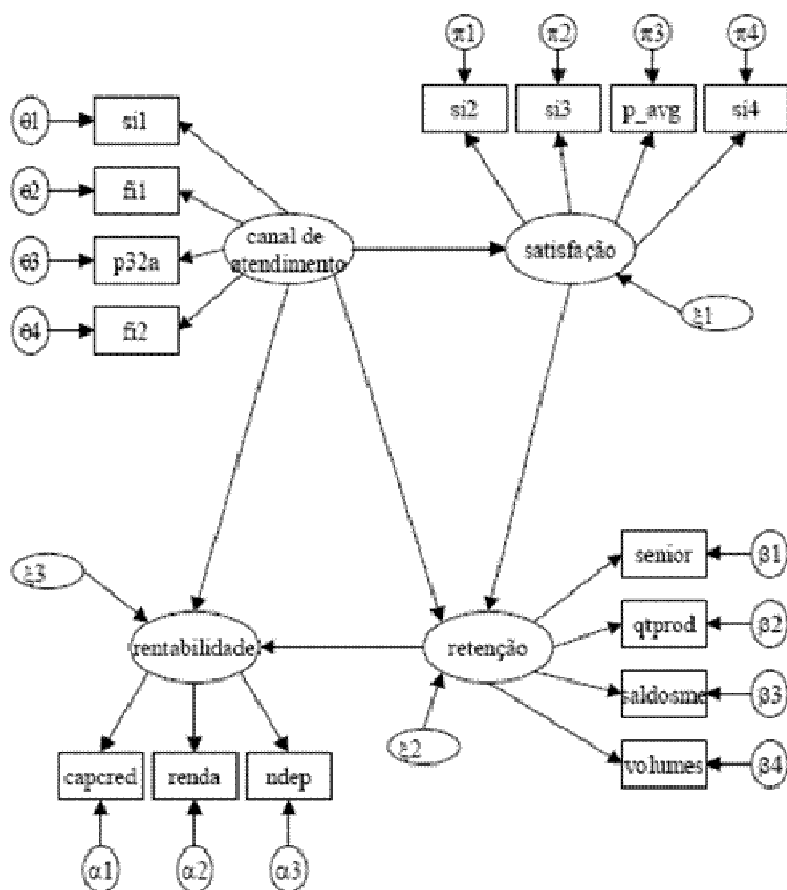 π1 π2 π3 π4
si2 si3 p_avg si4
θ1 si1
θ2 fi1
θ3 p32a
θ4 fi2
canal de
atendimento
satisfação
ξ1
ξ3
rentabilidade
retenção
ξ2
senior β1
qtprod β2
saldosme β3
volumes β4
capcred renda ndep
α1 α2 α3